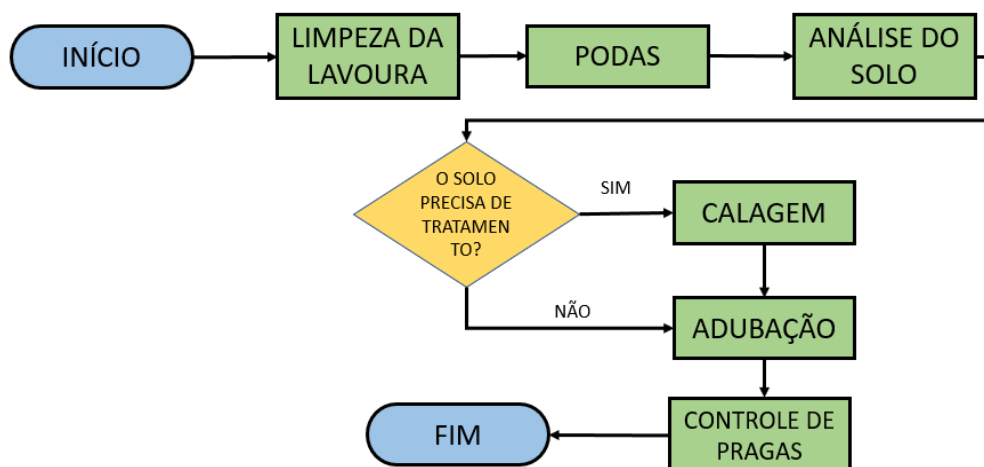 INÍCIO
LIMPEZA DA
LAVOURA
PODAS
ANÁLISE DO
SOLO
O SOLO
PRECISA DE
TRATAMEN
TO?
SIM
CALAGEM
NÃO
ADUBAÇÃO
CONTROLE DE
PRAGAS
FIM